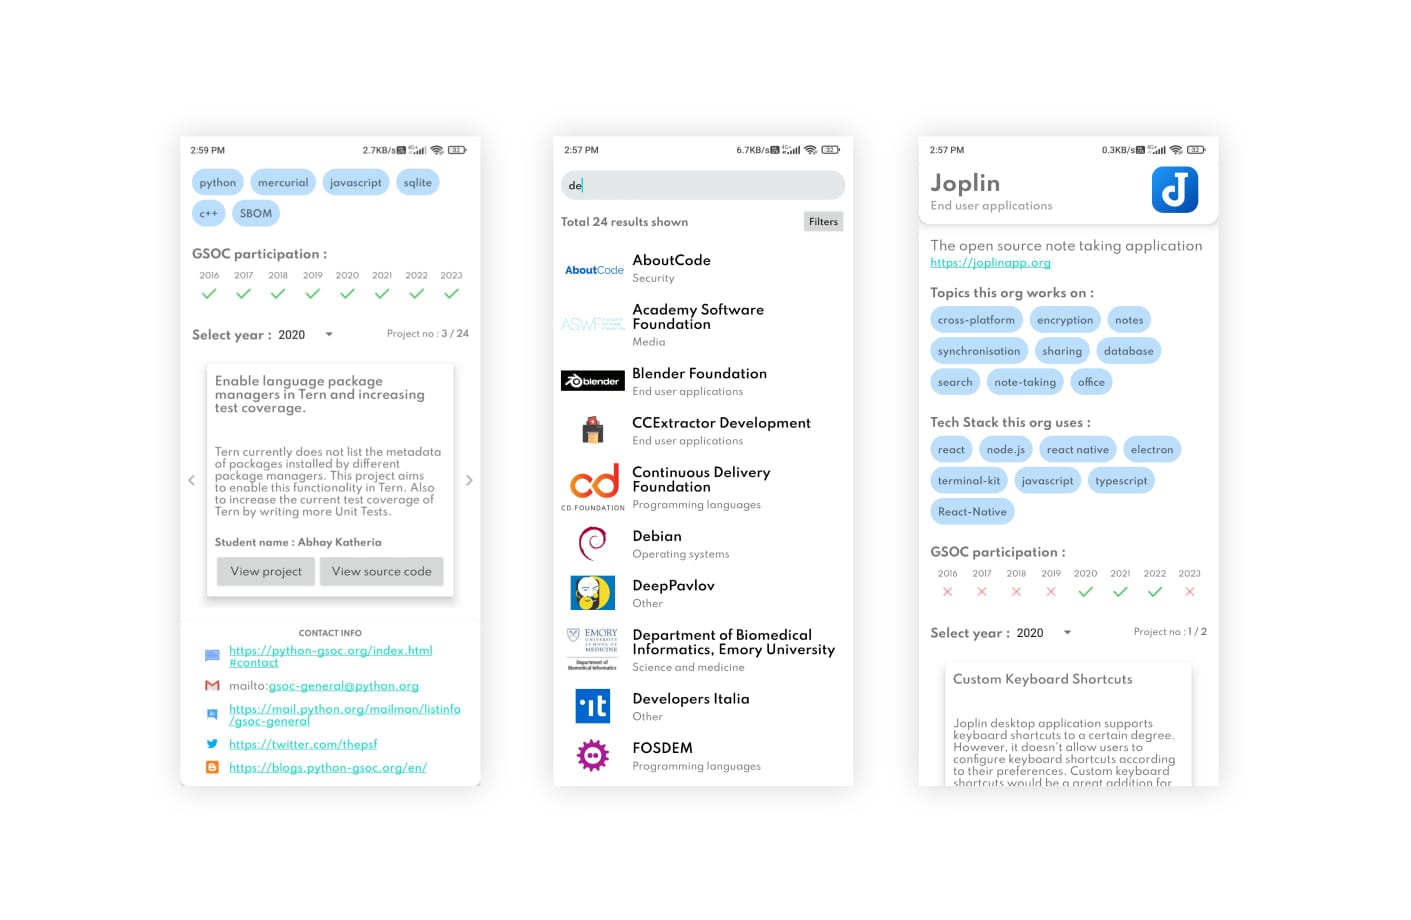 2:59 PM
2.7KB/s
32
python
mercurial
javascript
sqlite
c++
SBOM
GSOC participation :
2016 2017 2018 2019 2020 2021 2022 2023
Select year : 2020
Project no : 3 / 24
Enable language package
managers in Tern and increasing
test coverage.
Tern currently does not list the metadata
of packages installed by different
package managers. This project aims
to enable this functionality in Tern. Also
to increase the current test coverage of
Tern by writing more Unit Tests.
Student name : Abhay Katheria
View project
View source code
CONTACT INFO
https://python-gsoc.org/index.html
#contact
mailto:gsoc-general@python.org
https://mail.python.org/mailman/listinfo
/gsoc-general
https://twitter.com/thepsf
https://blogs.python-gsoc.org/en/
2:57 PM
6.7KB/s
32
de
Total 24 results shown
Filters
AboutCode
AboutCode
Security
ASWF
Academy Software
Foundation
Media
blender
Blender Foundation
End user applications
CCExtractor Development
End user applications
cd
CD.FOUNDATION
Continuous Delivery
Foundation
Programming languages
Debian
Operating systems
DeepPavlov
Other
EMORY
UNIVERSITY
SCHOOL OF
MEDICINE
Department of
Biomedical Informatics
Department of Biomedical
Informatics, Emory University
Science and medicine
it
Developers Italia
Other
FOSDEM
Programming languages
2:57 PM
0.3KB/s
32
Joplin
End user applications
J
The open source note taking application
https://joplinapp.org
Topics this org works on :
cross-platform
encryption
notes
synchronisation
sharing
database
search
note-taking
office
Tech Stack this org uses :
react
node.js
react native
electron
terminal-kit
javascript
typescript
React-Native
GSOC participation :
2016 2017 2018 2019 2020 2021 2022 2023
Select year : 2020
Project no : 1 / 2
Custom Keyboard Shortcuts
Joplin desktop application supports
keyboard shortcuts to a certain degree.
However, it doesn't allow users to
configure keyboard shortcuts according
to their preferences. Custom keyboard
shortcuts would be a great addition for